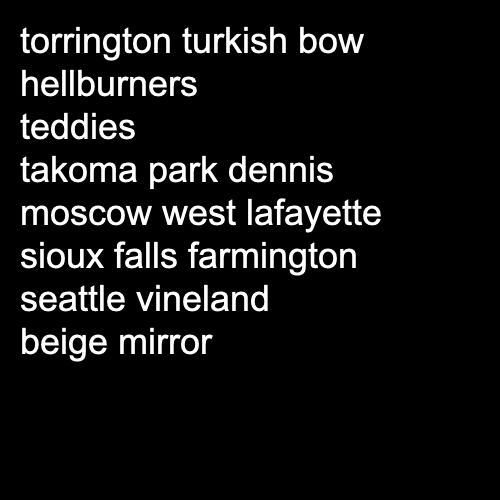 torrington turkish bow
hellburners
teddies
takoma park dennis
moscow west lafayette
sioux falls farmington
seattle vineland
beige mirror